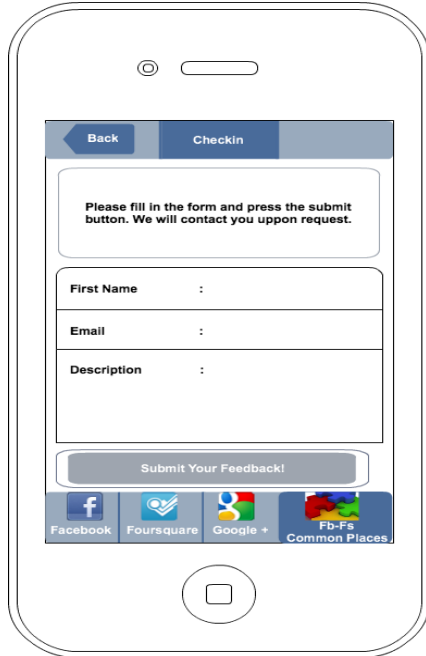 Back
Checkin
Please fill in the form and press the submit
button. We will contact you uppon request.
First Name :
Email :
Description :
Submit Your Feedback!
f
Facebook
Foursquare
g
Google +
Fb-Fs
Common Places